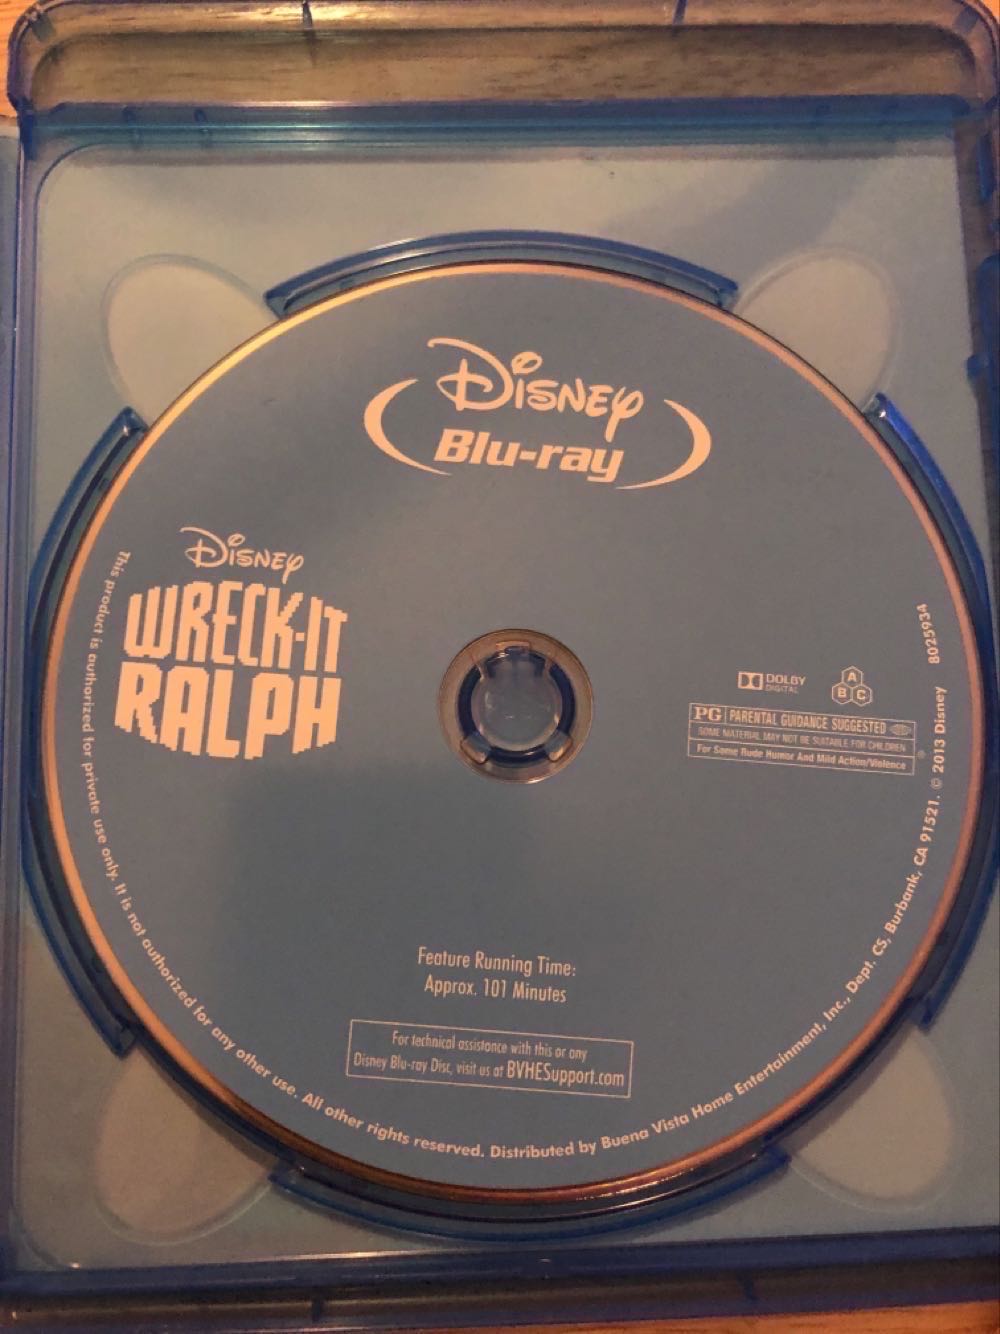 Disney
Blu-ray
Disney
WRECK-IT
RALPH
DOLBY
DIGITAL
A
B C
PG PARENTAL GUIDANCE SUGGESTED
SOME MATERIAL MAY NOT BE SUITABLE FOR CHILDREN
For Some Rude Humor And Mild Action/Violence
®
Feature Running Time:
Approx. 101 Minutes
For technical assistance with this or any
Disney Blu-ray Disc, visit us at BVHESupport.com
This product is authorized for private use only. It is not authorized for any other use. All other rights reserved. Distributed by Buena Vista Home Entertainment, Inc., Dept. CS, Burbank, CA 91521. © 2013 Disney 8025934